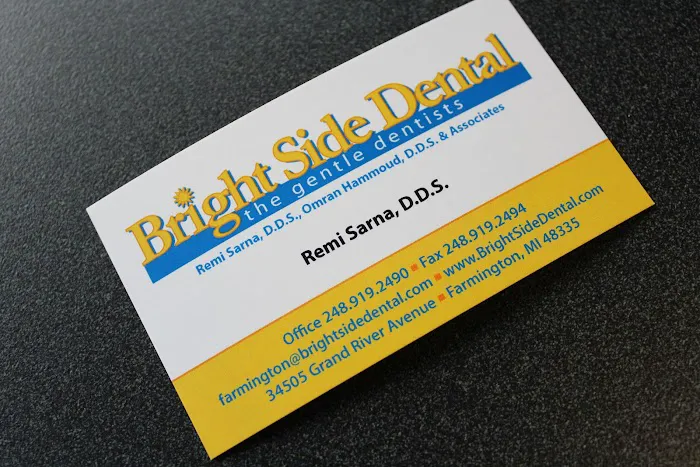 Bright Side Dental
the gentle dentists
Remi Sarna, D.D.S., Omran Hammoud, D.D.S. & Associates
Remi Sarna, D.D.S.
Office 248.919.2490 ▪ Fax 248.919.2494
farmington@brightsidedental.com ▪ www.BrightSideDental.com
34505 Grand River Avenue ▪ Farmington, MI 48335